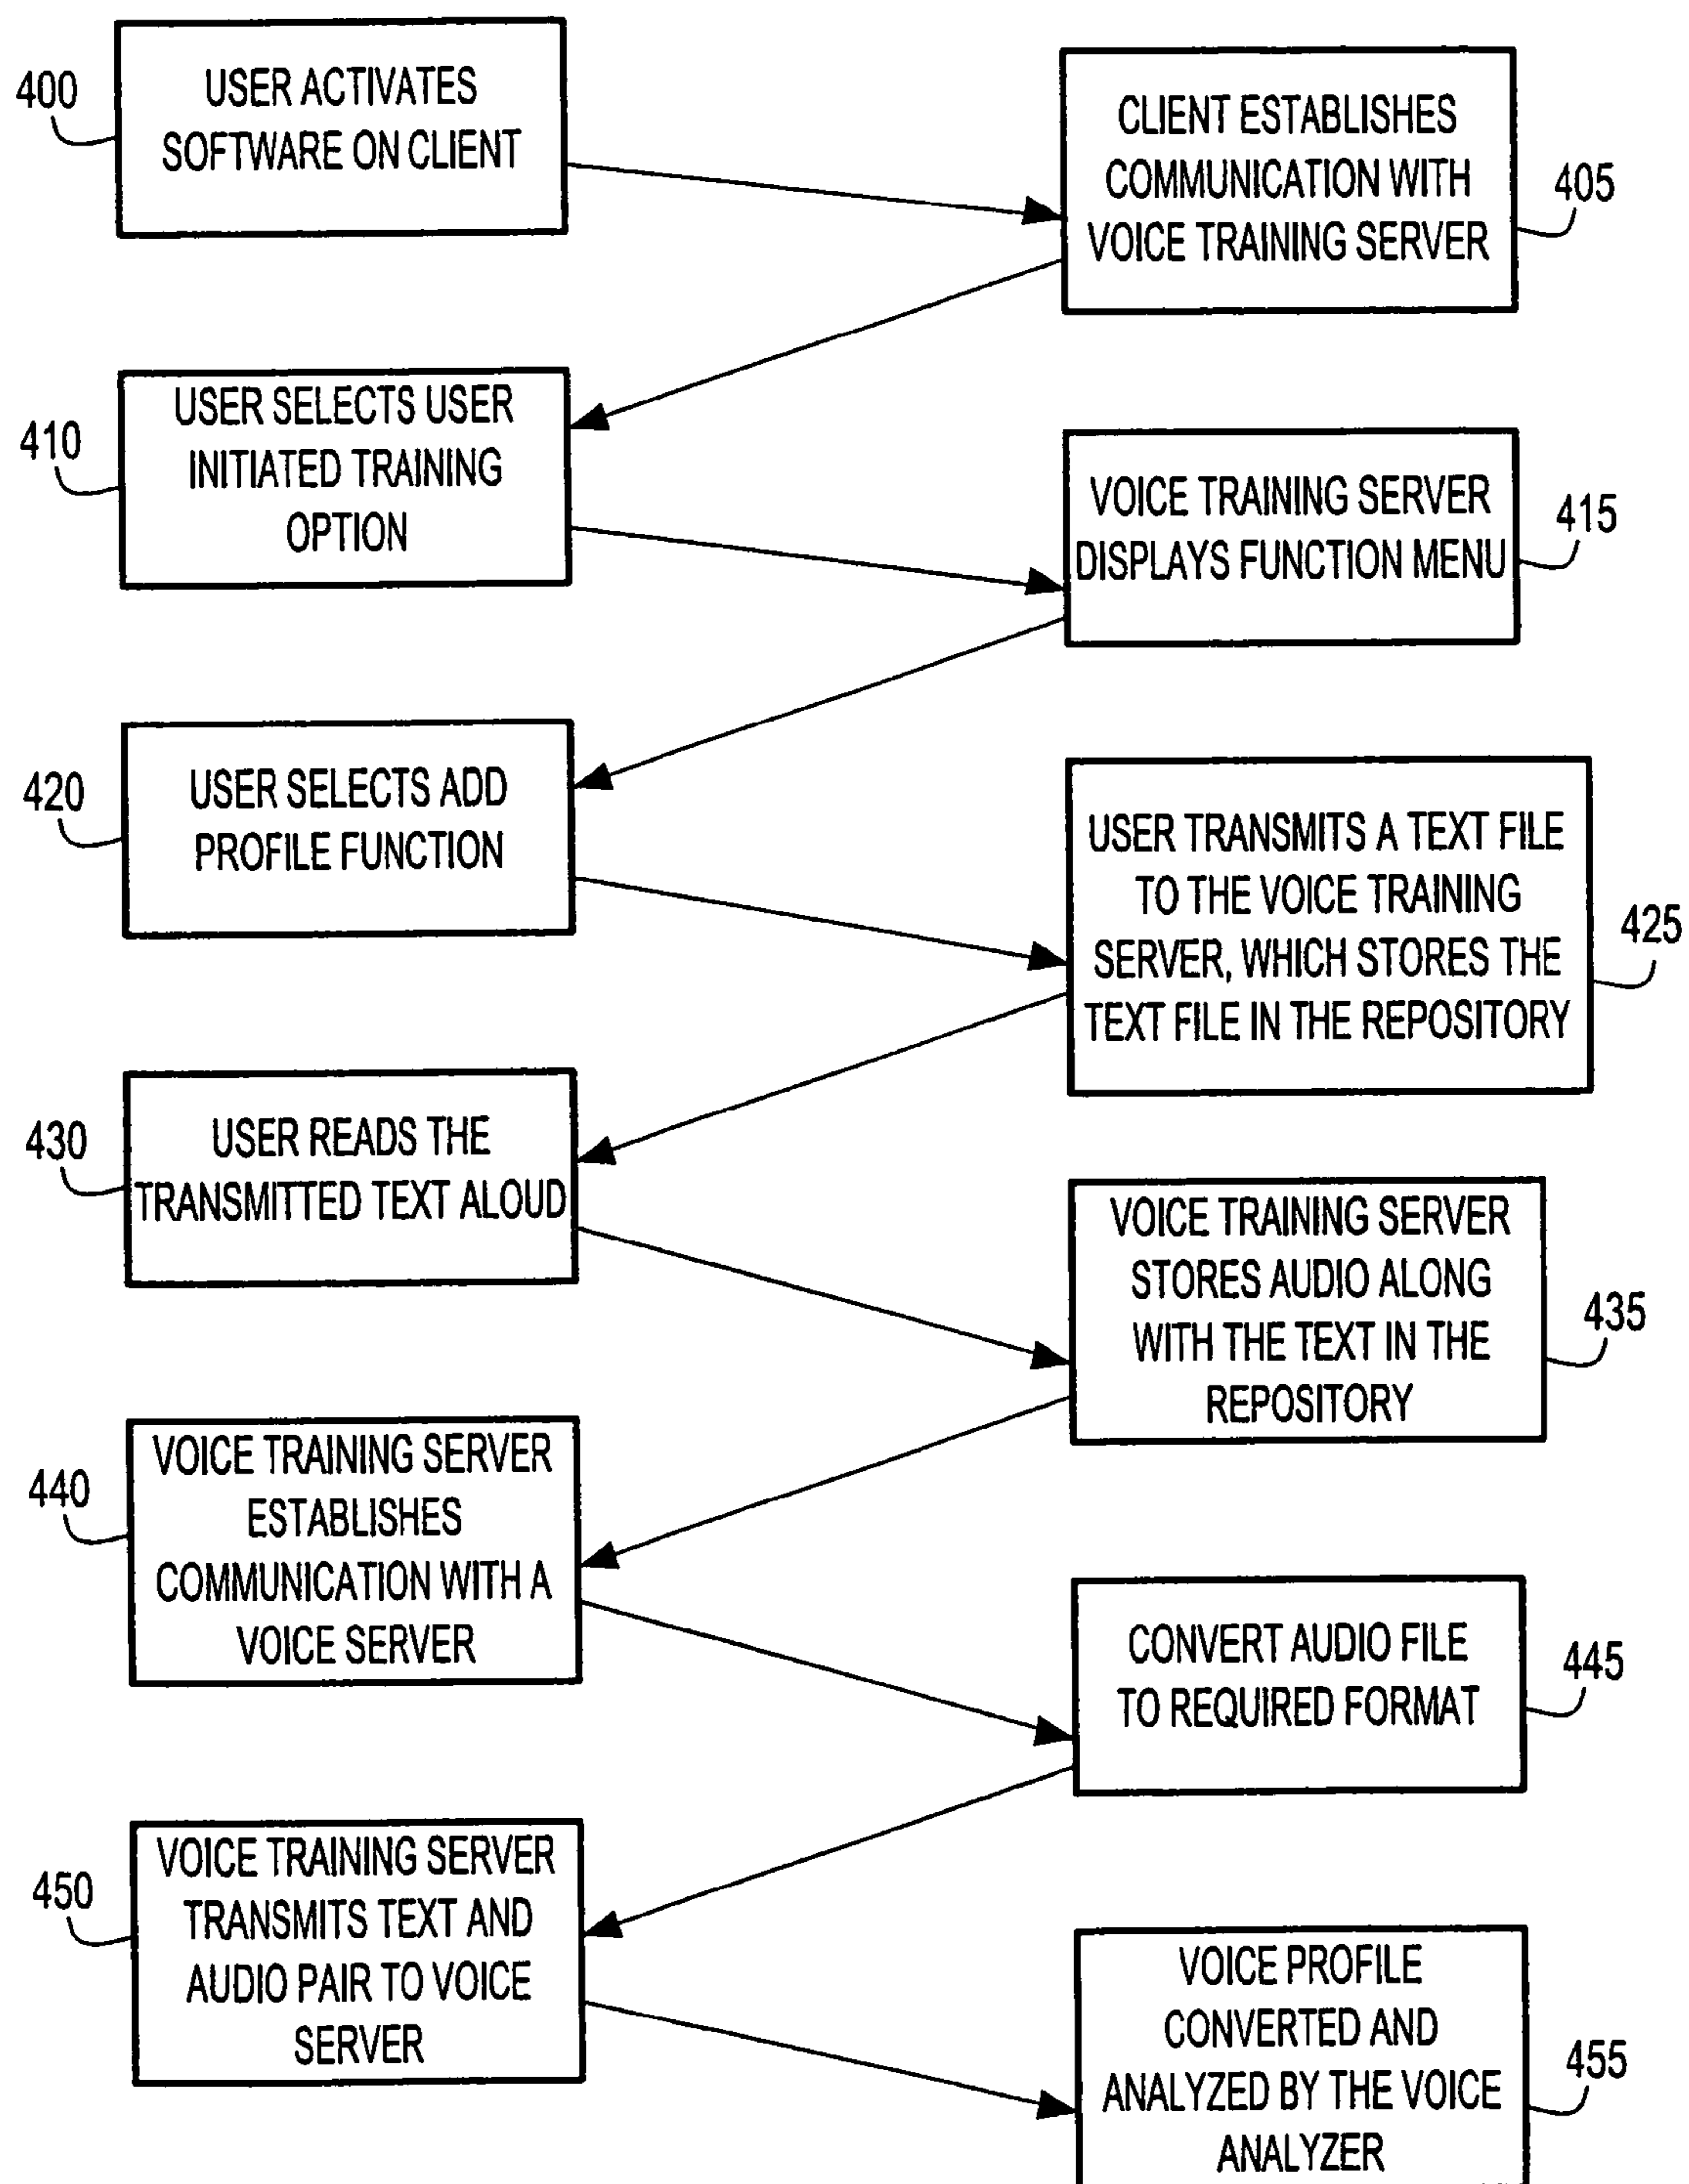 400
USER ACTIVATES
SOFTWARE ON CLIENT
CLIENT ESTABLISHES
COMMUNICATION WITH
VOICE TRAINING SERVER
405
410
USER SELECTS USER
INITIATED TRAINING
OPTION
VOICE TRAINING SERVER
DISPLAYS FUNCTION MENU
415
420
USER SELECTS ADD
PROFILE FUNCTION
USER TRANSMITS A TEXT FILE
TO THE VOICE TRAINING
SERVER, WHICH STORES THE
TEXT FILE IN THE REPOSITORY
425
430
USER READS THE
TRANSMITTED TEXT ALOUD
VOICE TRAINING SERVER
STORES AUDIO ALONG
WITH THE TEXT IN THE
REPOSITORY
435
440
VOICE TRAINING SERVER
ESTABLISHES
COMMUNICATION WITH A
VOICE SERVER
CONVERT AUDIO FILE
TO REQUIRED FORMAT
445
450
VOICE TRAINING SERVER
TRANSMITS TEXT AND
AUDIO PAIR TO VOICE
SERVER
VOICE PROFILE
CONVERTED AND
ANALYZED BY THE VOICE
ANALYZER
455